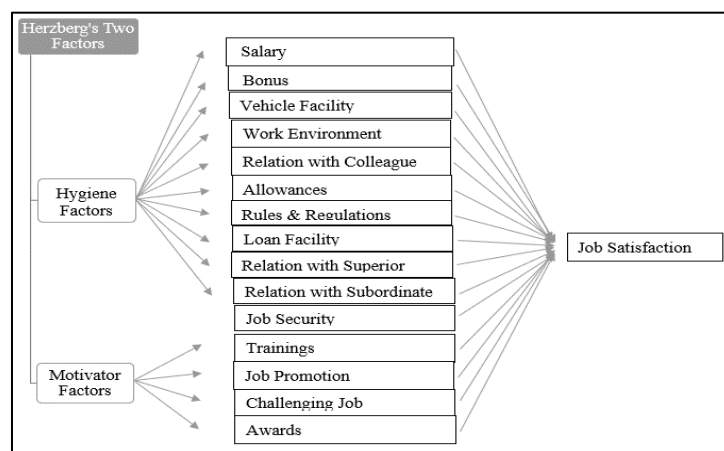 Herzberg's Two
Factors
Salary
Bonus
Vehicle Facility
Work Environment
Relation with Colleague
Hygiene
Factors
Allowances
Rules & Regulations
Loan Facility
Relation with Superior
Relation with Subordinate
Job Security
Job Satisfaction
Motivator
Factors
Trainings
Job Promotion
Challenging Job
Awards